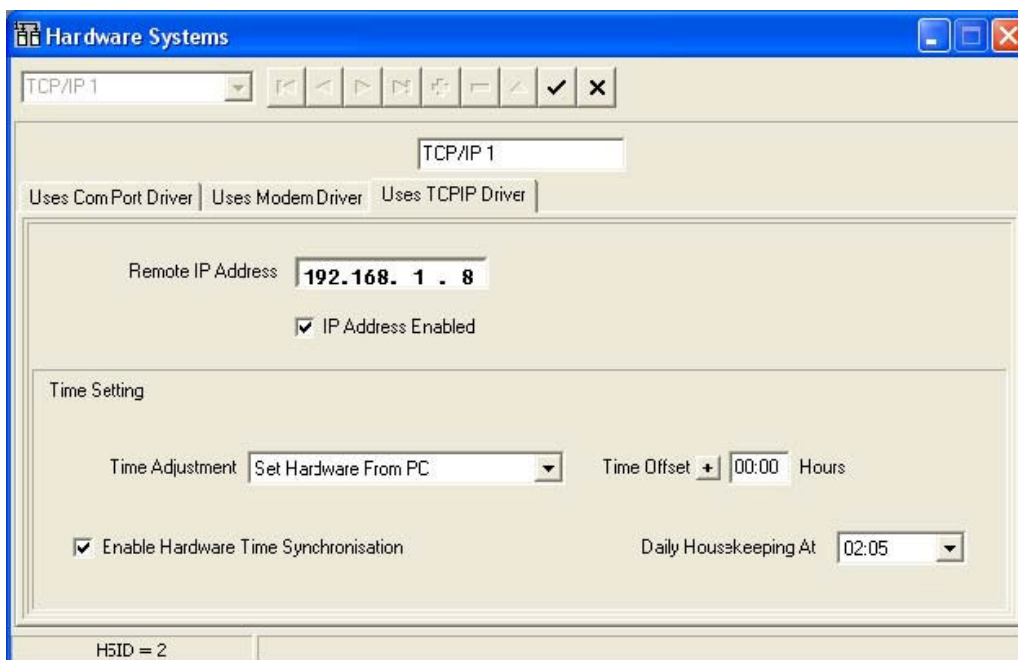 Hardware Systems
TCP/IP 1
TCP/IP 1
Uses Com Port Driver Uses Modem Driver Uses TCPIP Driver
Remote IP Address 192.168. 1 . 8
IP Address Enabled
Time Setting
Time Adjustment Set Hardware From PC Time Offset + 00:00 Hours
Enable Hardware Time Synchronisation Daily Housekeeping At 02:05
HSID = 2